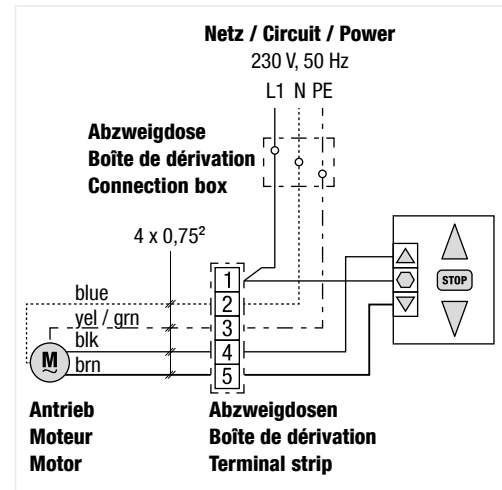 Netz / Circuit / Power
230 V, 50 Hz
L1 N PE
Abzweigdose
Boîte de dérivation
Connection box
4 x 0,75²
1
2
3
4
5
STOP
blue
yel / grn
blk
brn
M
Antrieb
Moteur
Motor
Abzweigdosen
Boîte de dérivation
Terminal strip